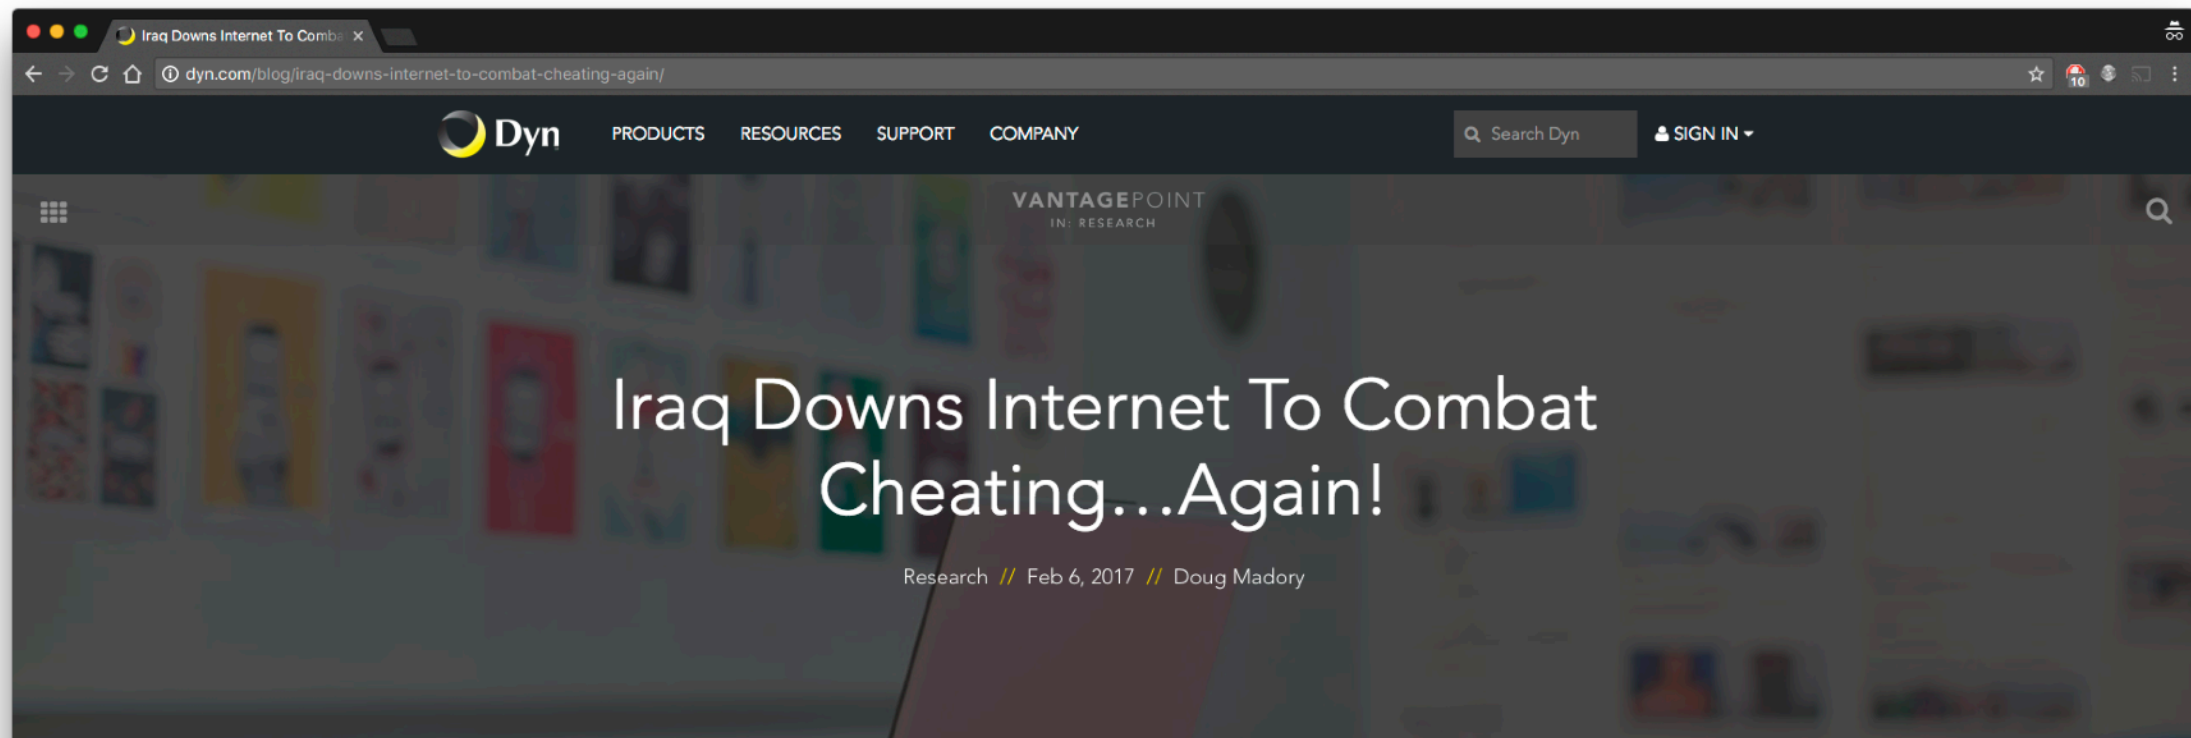 Iraq Downs Internet To Comba
dyn.com/blog/iraq-downs-internet-to-combat-cheating-again/
10
Dyn PRODUCTS RESOURCES SUPPORT COMPANY Search Dyn SIGN IN
VANTAGEPOINT
IN: RESEARCH
Iraq Downs Internet To Combat
Cheating...Again!
Research // Feb 6, 2017 // Doug Madory